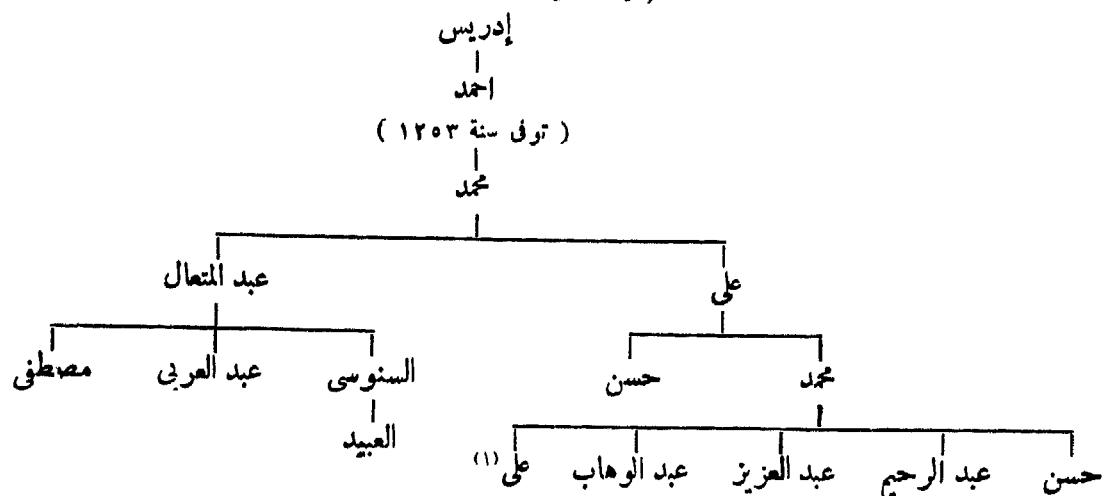 إدريس
احمد
( توفى سنة ١٢٥٣ )
محمد
على عبد المتعال
محمد حسن السنوسى عبد العربى مصطفى
العبيد
حسن عبد الرحيم عبد العزيز عبد الوهاب على (١)